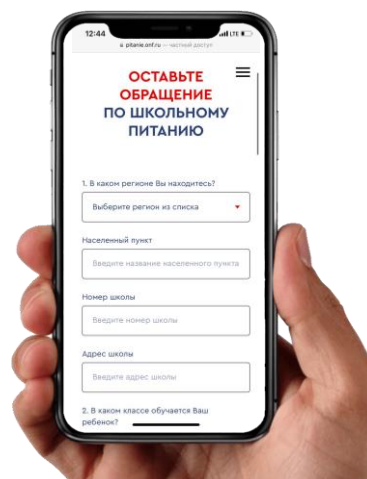 12:44
LTE
pitanie.onf.ru — частный доступ
ОСТАВЬТЕ
ОБРАЩЕНИЕ
ПО ШКОЛЬНОМУ
ПИТАНИЮ
1. В каком регионе Вы находитесь?
Выберите регион из списка
Населенный пункт
Введите название населенного пункта
Номер школы
Введите номер школы
Адрес школы
Введите адрес школы
2. В каком классе обучается Ваш
ребенок?